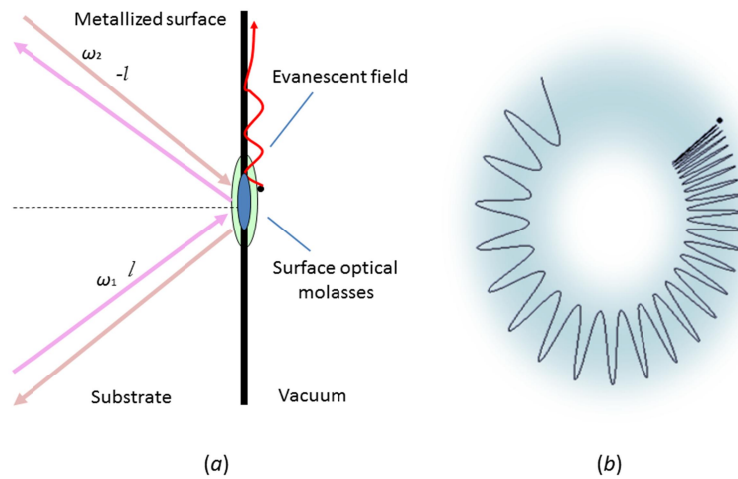 Metallized surface
ω₂
-l
Evanescent field
ω₁
l
Surface optical
molasses
Substrate
Vacuum
(a)
(b)